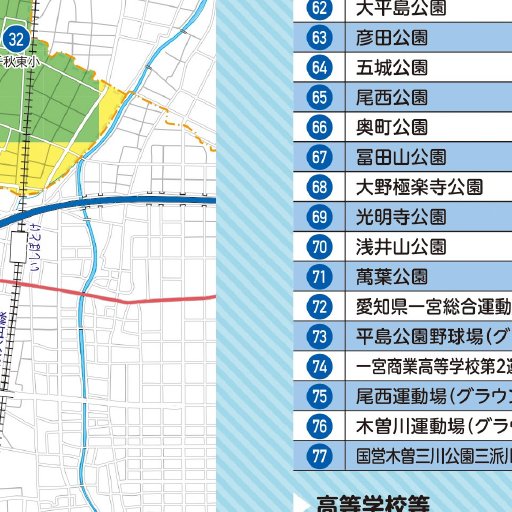 32
千秋東小
62 大平島公園
63 彦田公園
64 五城公園
65 尾西公園
66 奥町公園
67 冨田山公園
68 大野極楽寺公園
69 光明寺公園
70 浅井山公園
71 萬葉公園
72 愛知県一宮総合運動
73 平島公園野球場(グ
74 一宮商業高等学校第2運
75 尾西運動場(グラウン
76 木曽川運動場(グラウ
77 国営木曽三川公園三派川
高等学校等